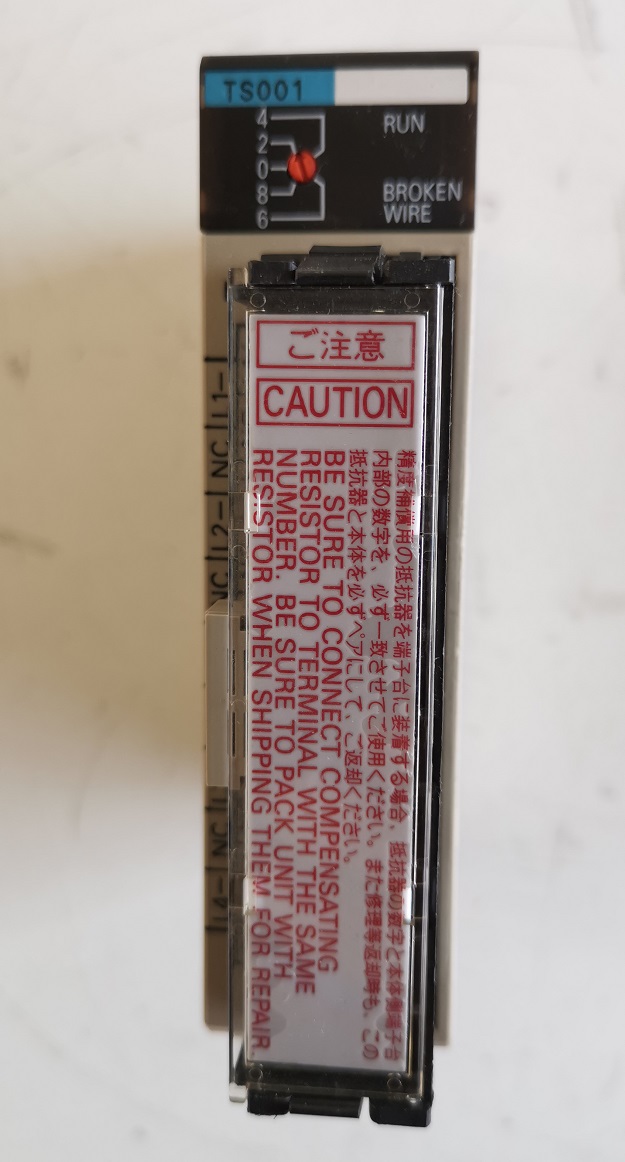 TS001
4
2
0
8
6
RUN
BROKEN
WIRE
ご注意
CAUTION
精度補償用の抵抗器を端子台に装着する場合、抵抗器の数字と本体側端子台
内部の数字を、必ず一致させてご使用ください。また修理等返却時も、この
抵抗器と本体を必ずペアにして、ご返却ください。
BE SURE TO CONNECT COMPENSATING
RESISTOR TO TERMINAL WITH THE SAME
NUMBER. BE SURE TO PACK UNIT WITH
RESISTOR WHEN SHIPPING THEM FOR REPAIR.
I1-
NC
I2-
NC
NC
I4-